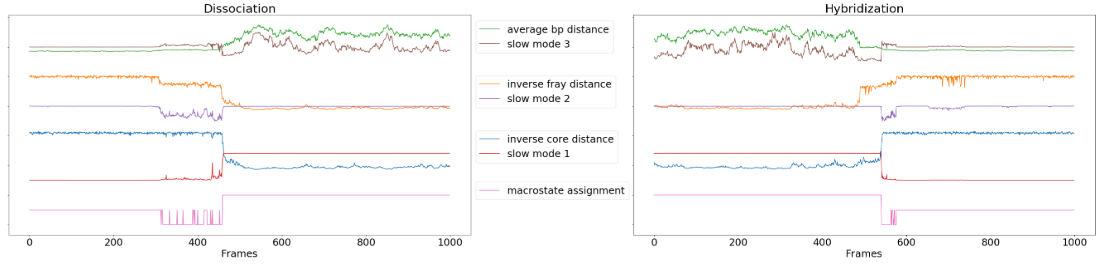 Dissociation
Hybridization
average bp distance
slow mode 3
inverse fray distance
slow mode 2
inverse core distance
slow mode 1
macrostate assignment
0 200 400 600 800 1000
Frames
0 200 400 600 800 1000
Frames